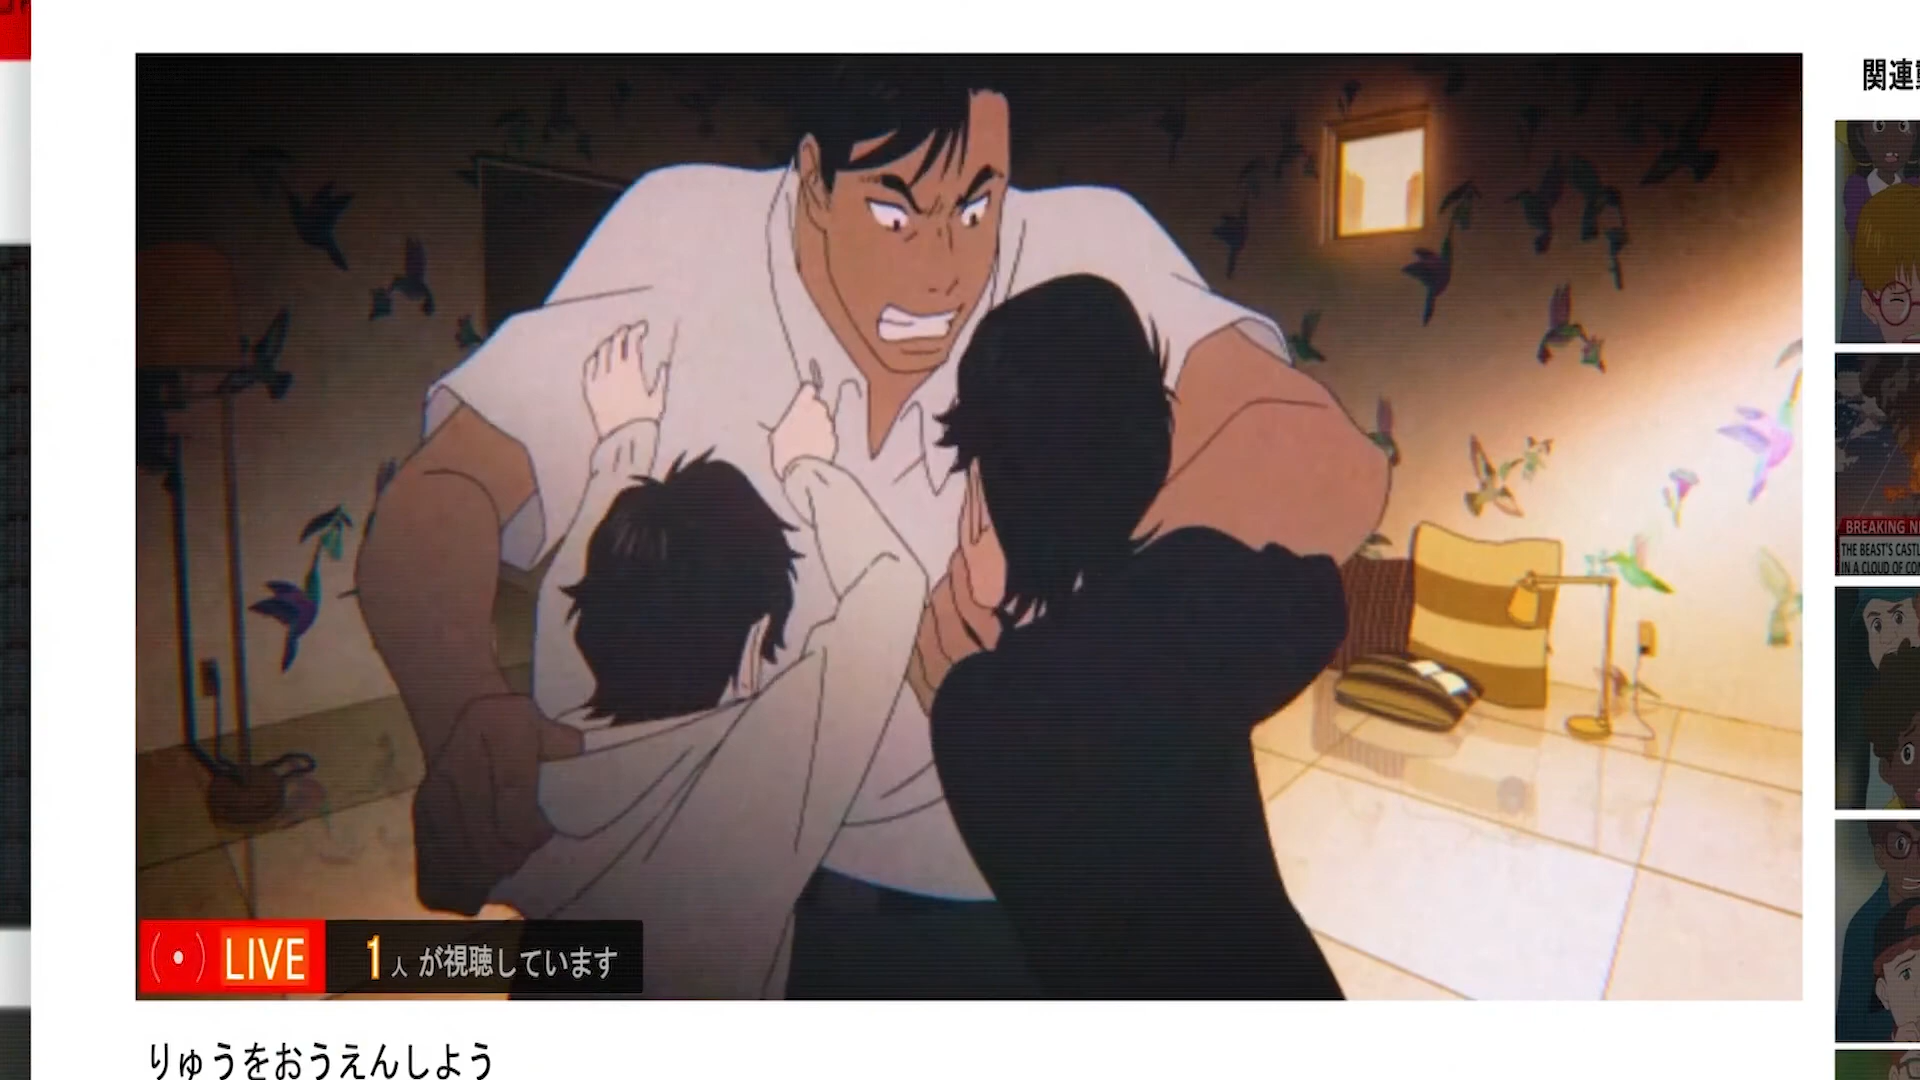 関連
LIVE
1人が視聴しています
りゅうをおうえんしよう
BREAKING N
THE BEAST'S CASTL
IN A CLOUD OF CO